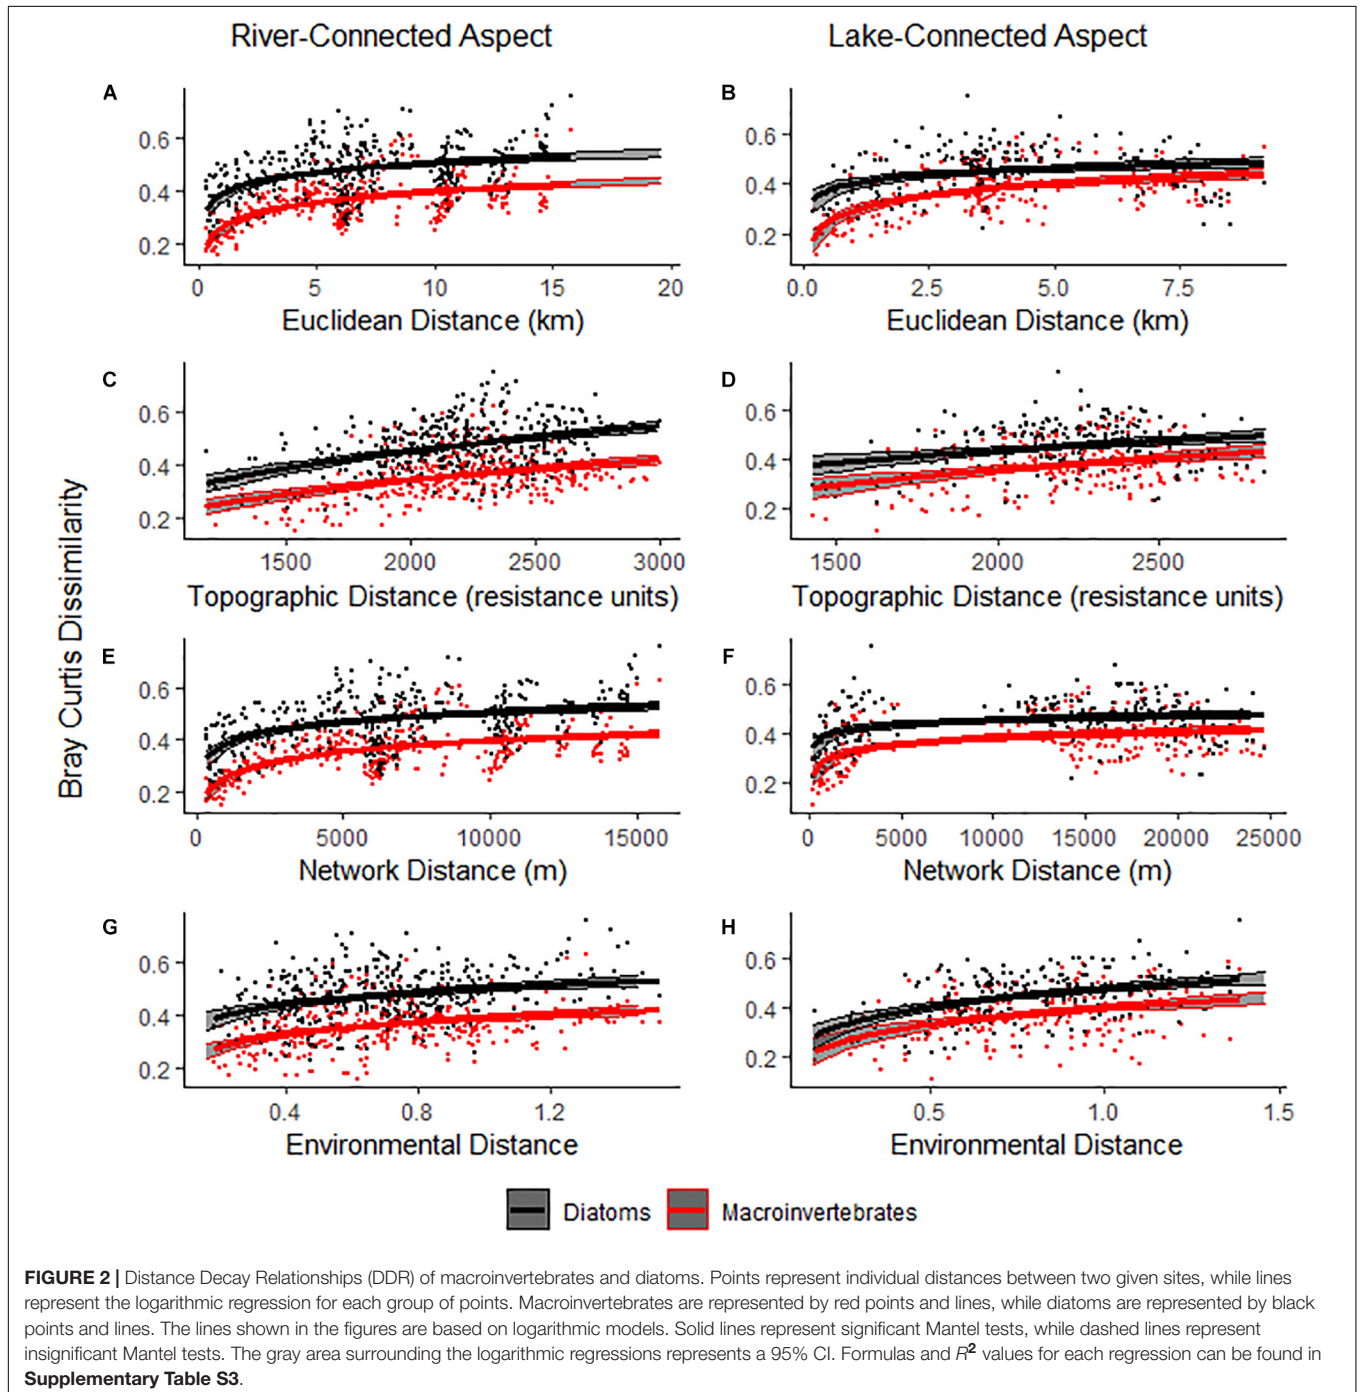 River-Connected Aspect
Lake-Connected Aspect
Bray Curtis Dissimilarity
A
0.6
0.4
0.2
0 5 10 15 20
Euclidean Distance (km)
B
0.6
0.4
0.2
0.0 2.5 5.0 7.5
Euclidean Distance (km)
C
0.6
0.4
0.2
1500 2000 2500 3000
Topographic Distance (resistance units)
D
0.6
0.4
0.2
1500 2000 2500
Topographic Distance (resistance units)
E
0.6
0.4
0.2
0 5000 10000 15000
Network Distance (m)
F
0.6
0.4
0.2
0 5000 10000 15000 20000 25000
Network Distance (m)
G
0.6
0.4
0.2
0.4 0.8 1.2
Environmental Distance
H
0.6
0.4
0.2
0.5 1.0 1.5
Environmental Distance
Diatoms Macroinvertebrates
FIGURE 2 | Distance Decay Relationships (DDR) of macroinvertebrates and diatoms. Points represent individual distances between two given sites, while lines
represent the logarithmic regression for each group of points. Macroinvertebrates are represented by red points and lines, while diatoms are represented by black
points and lines. The lines shown in the figures are based on logarithmic models. Solid lines represent significant Mantel tests, while dashed lines represent
insignificant Mantel tests. The gray area surrounding the logarithmic regressions represents a 95% CI. Formulas and R² values for each regression can be found in
Supplementary Table S3.